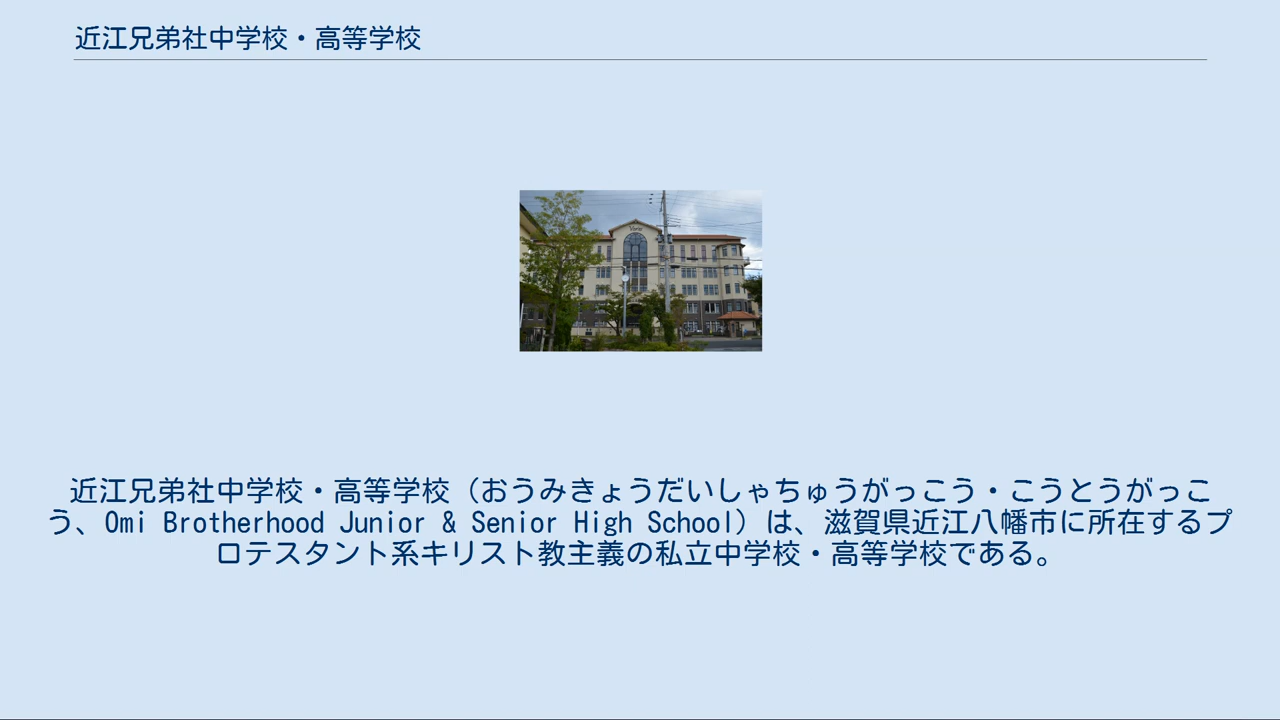 近江兄弟社中学校・高等学校
近江兄弟社中学校・高等学校（おうみきょうだいしゃちゅうがっこう・こうとうがっこ
う、Omi Brotherhood Junior & Senior High School）は、滋賀県近江八幡市に所在するプ
ロテスタント系キリスト教主義の私立中学校・高等学校である。